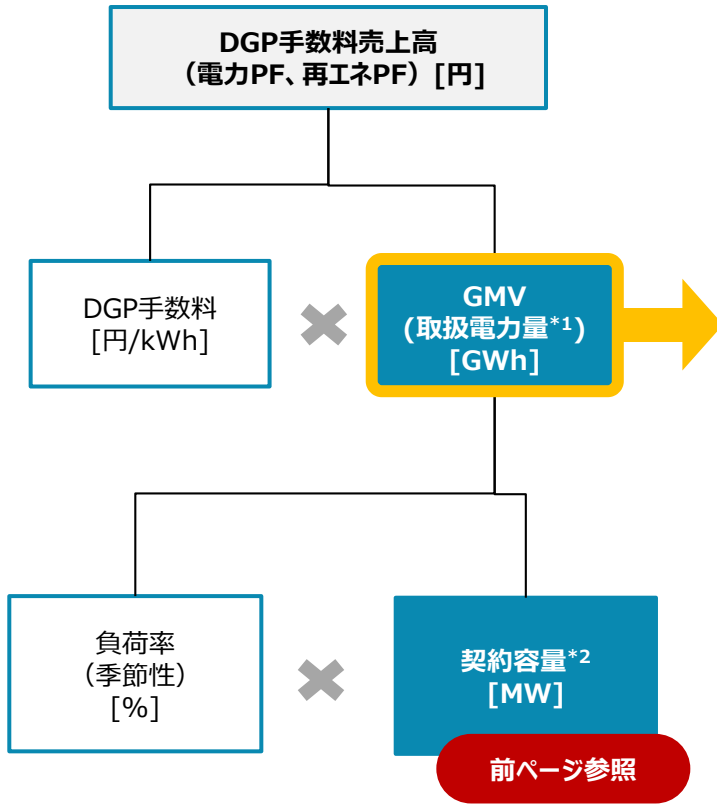 DGP手数料売上高
（電力PF、再エネPF）[円]
DGP手数料
[円/kWh]
GMV
(取扱電力量*1)
[GWh]
負荷率
（季節性）
[%]
契約容量*2
[MW]
前ページ参照